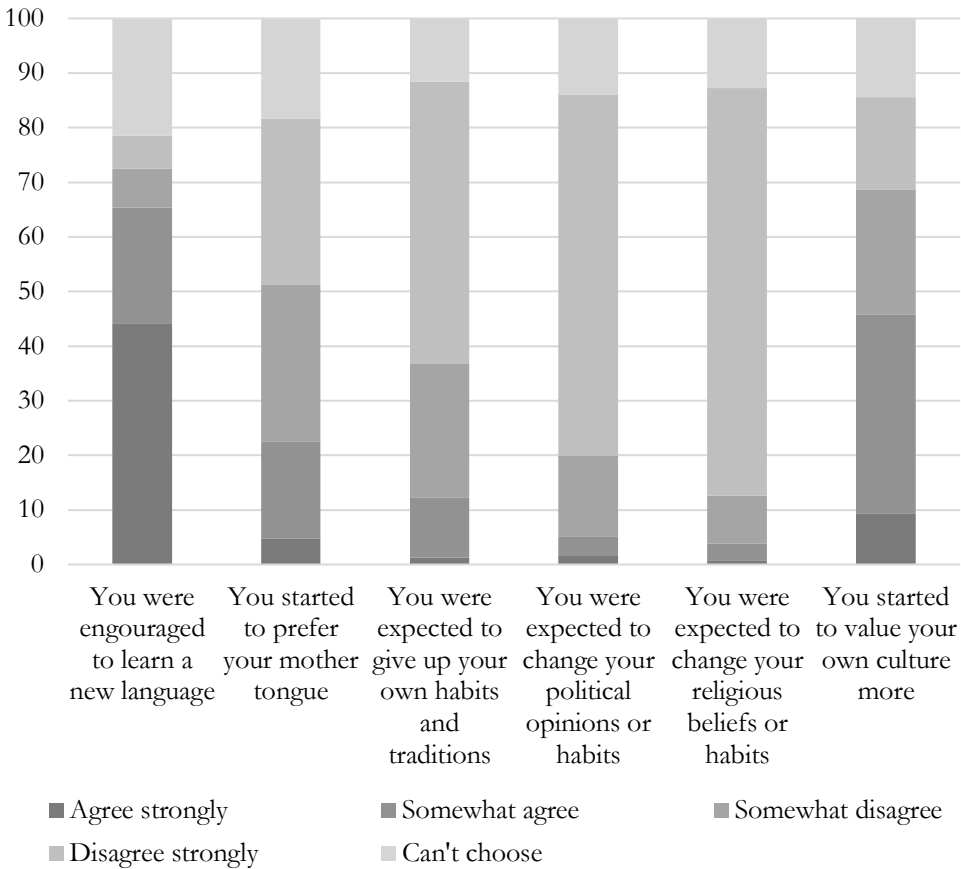 100
90
80
70
60
50
40
30
20
10
0
You were
engouraged
to learn a
new language
You started
to prefer
your mother
tongue
You were
expected to
give up your
own habits
and
traditions
You were
expected to
change your
political
opinions or
habits
You were
expected to
change your
religious
beliefs or
habits
You started
to value your
own culture
more
Agree strongly
Somewhat agree
Somewhat disagree
Disagree strongly
Can't choose